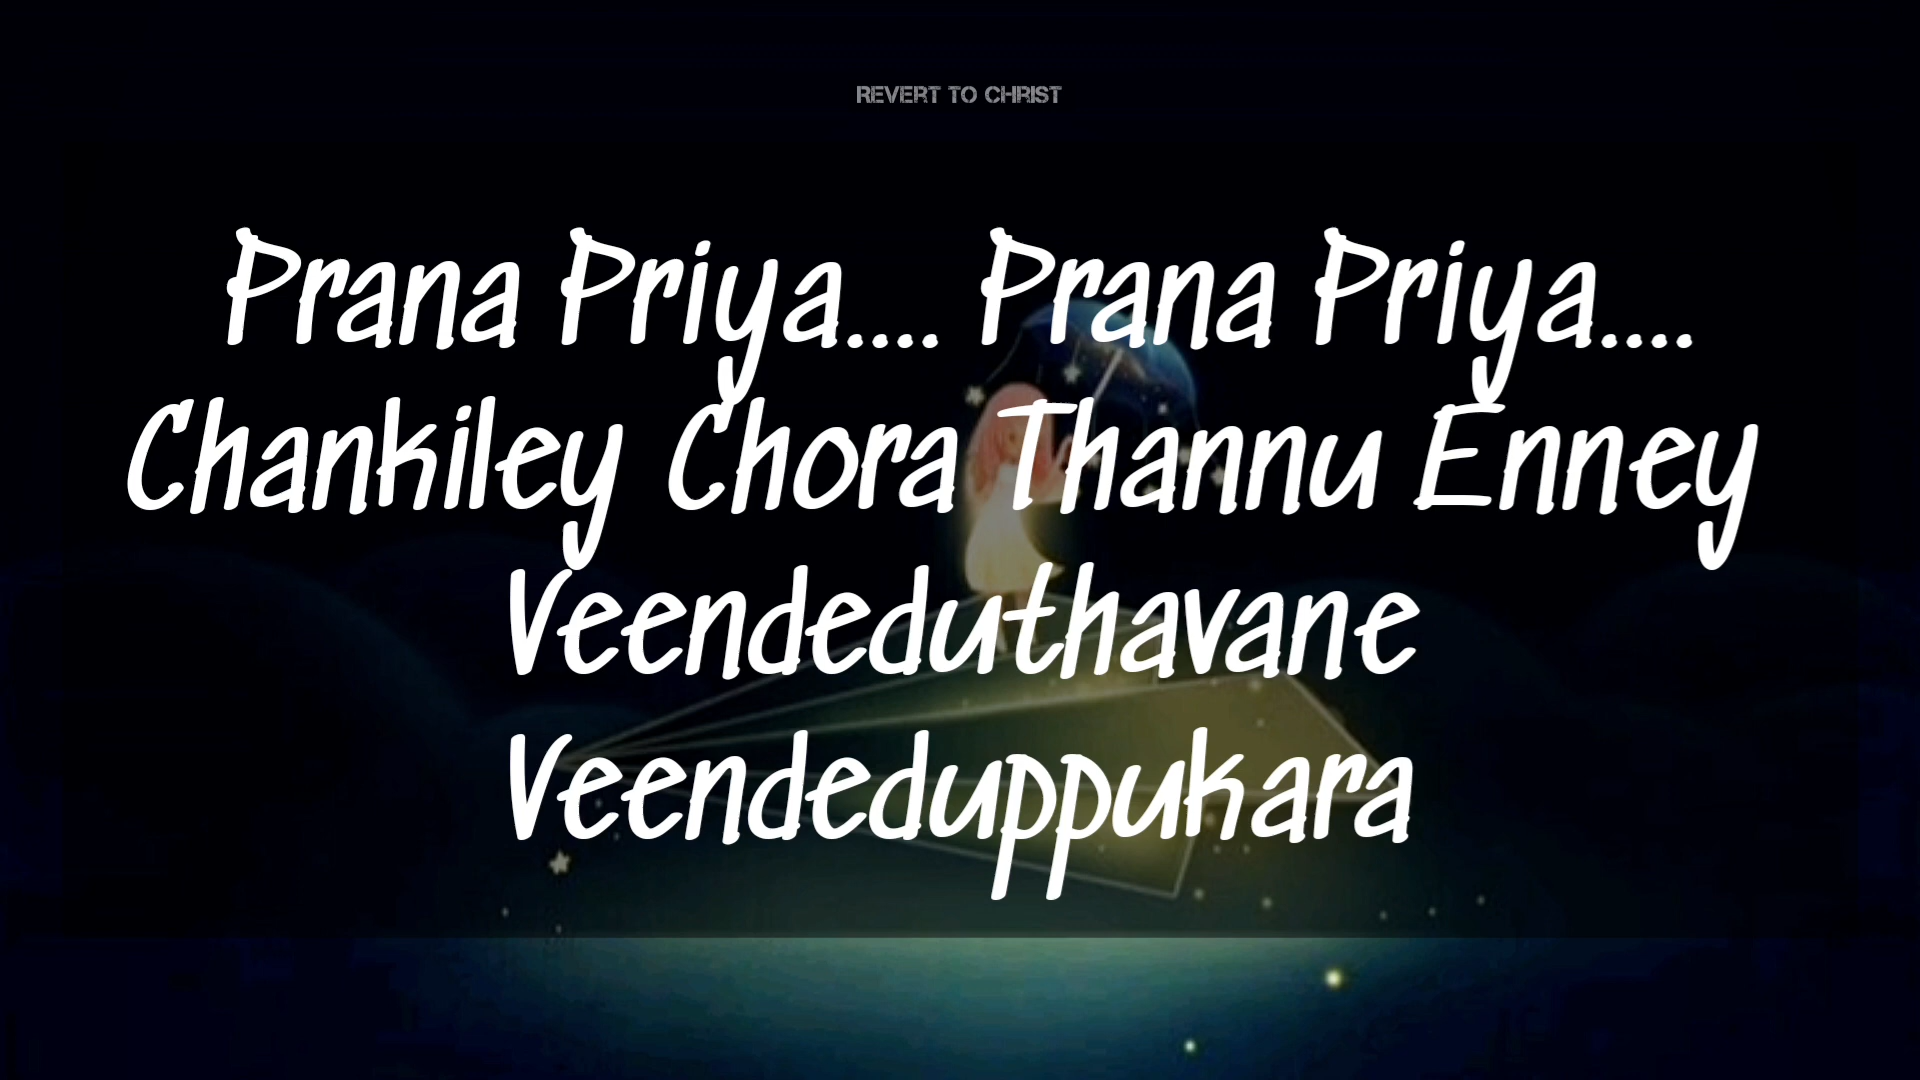 REVERT TO CHRIST
Prana Priya.... Prana Priya....
Chankiley Chora Thannu Enney
Veendeduthavane
Veendeduppukara